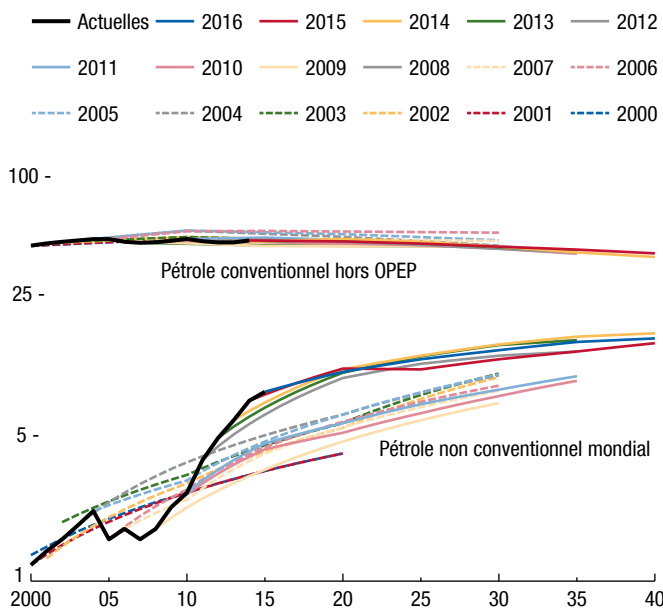 Actuelles 2016 2015 2014 2013 2012
2011 2010 2009 2008 2007 2006
2005 2004 2003 2002 2001 2000
100 -
Pétrole conventionnel hors OPEP
25 -
5 -
Pétrole non conventionnel mondial
1
2000 05 10 15 20 25 30 35 40